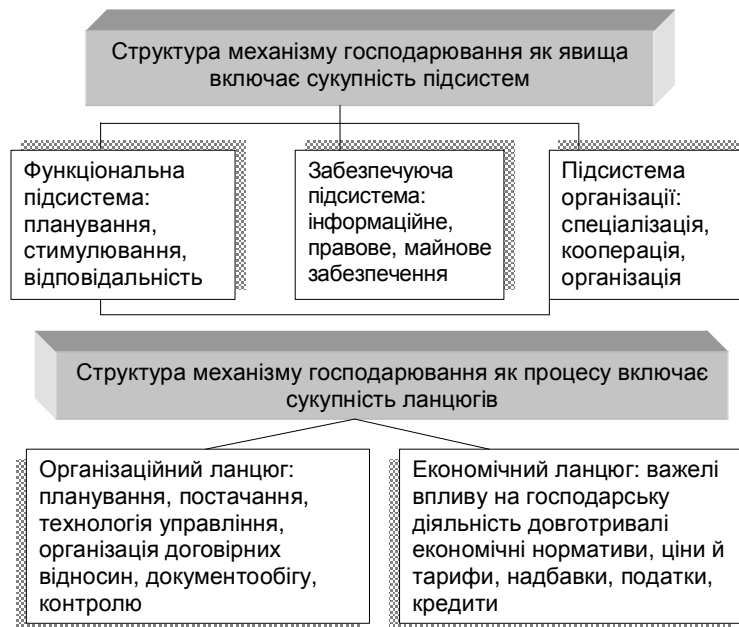 Структура механізму господарювання як явища
включає сукупність підсистем
Функціональна
підсистема:
планування,
стимулювання,
відповідальність
Забезпечуюча
підсистема:
інформаційне,
правове, майнове
забезпечення
Підсистема
організації:
спеціалізація,
кооперація,
організація
Структура механізму господарювання як процесу включає
сукупність ланцюгів
Організаційний ланцюг:
планування, постачання,
технологія управління,
організація договірних
відносин, документообігу,
контролю
Економічний ланцюг: важелі
впливу на господарську
діяльність довготривалі
економічні нормативи, ціни й
тарифи, надбавки, податки,
кредити